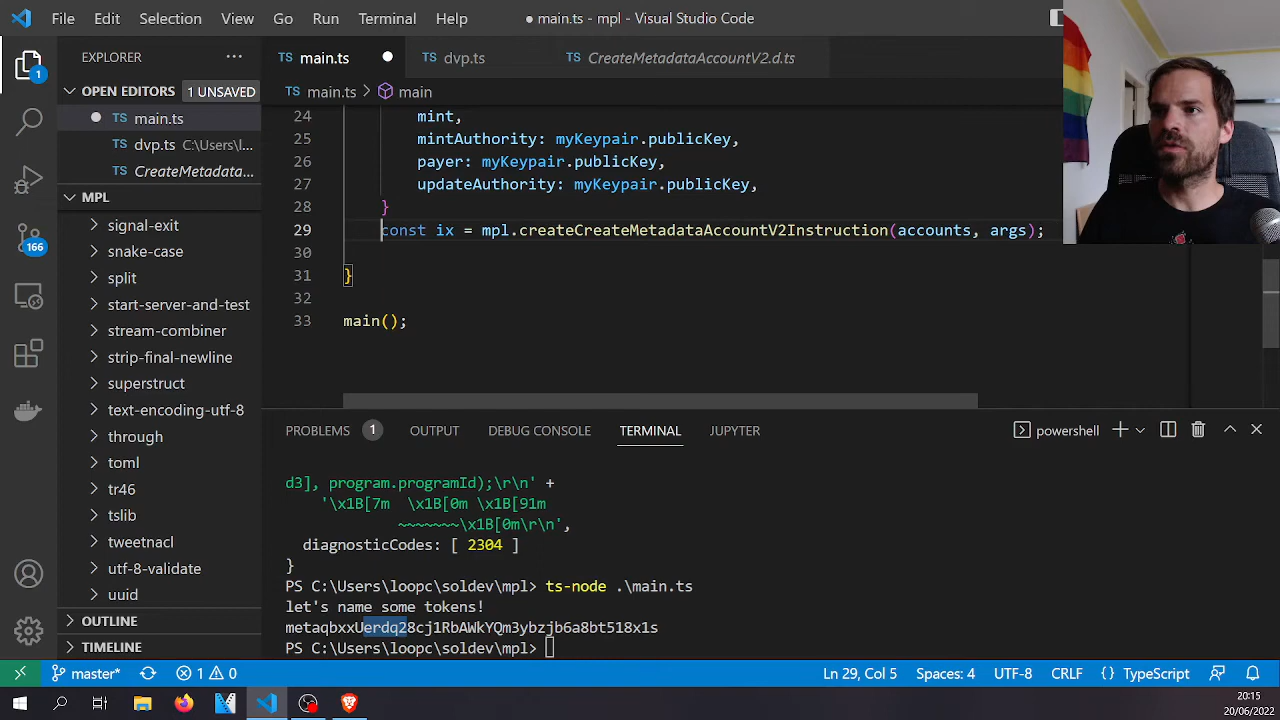 File Edit Selection View Go Run Terminal Help
● main.ts - mpl - Visual Studio Code
EXPLORER
OPEN EDITORS 1 UNSAVED
main.ts
dvp.ts C:\Users\l...
CreateMetadata...
MPL
signal-exit
snake-case
split
start-server-and-test
stream-combiner
strip-final-newline
superstruct
text-encoding-utf-8
through
toml
tr46
tslib
tweetnacl
utf-8-validate
uuid
OUTLINE
TIMELINE
1
166
TS main.ts
TS dvp.ts
TS CreateMetadataAccountV2.d.ts
TS main.ts > main
24 mint,
25 mintAuthority: myKeypair.publicKey,
26 payer: myKeypair.publicKey,
27 updateAuthority: myKeypair.publicKey,
28 }
29 const ix = mpl.createCreateMetadataAccountV2Instruction(accounts, args);
30
31 }
32
33 main();
PROBLEMS 1 OUTPUT DEBUG CONSOLE TERMINAL JUPYTER
powershell
d3], program.programId);\r\n' +
'\x1B[7m \x1B[0m \x1B[91m
~~~~~~~\x1B[0m\r\n',
diagnosticCodes: [ 2304 ]
}
PS C:\Users\loopc\soldev\mpl> ts-node .\main.ts
let's name some tokens!
metaqbxxUerdq28cj1RbAWkYQm3ybzjb6a8bt518x1s
PS C:\Users\loopc\soldev\mpl>
master* 1 0
Ln 29, Col 5 Spaces: 4 UTF-8 CRLF TypeScript
20:15
20/06/2022